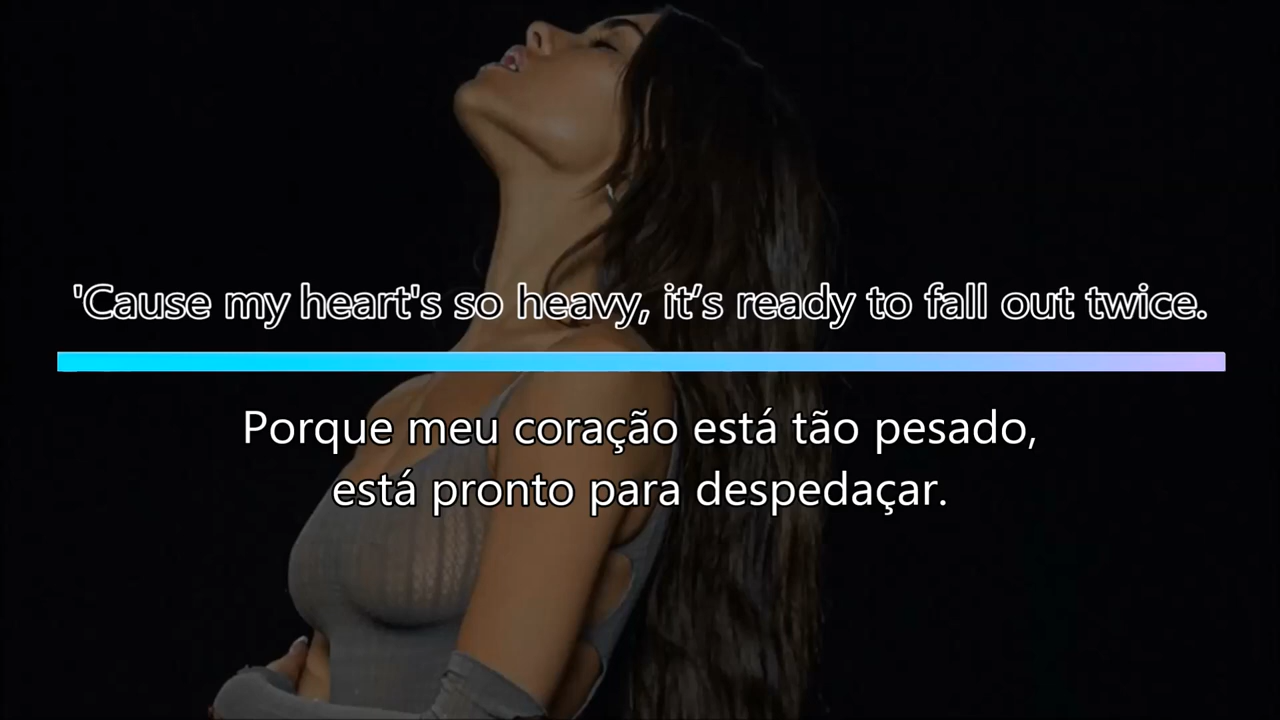 'Cause my heart's so heavy, it’s ready to fall out twice.
Porque meu coração está tão pesado,
está pronto para despedaçar.